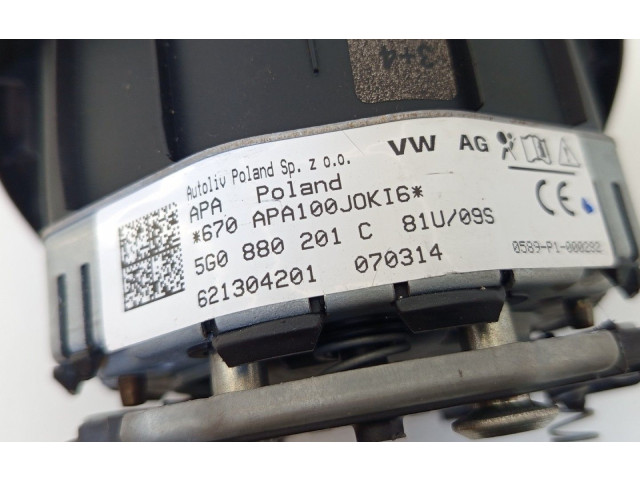 3+4
Autoliv Poland Sp. z o.o. VW AG
APA Poland
*670 APA100JOKI6*
5G0 880 201 C 81U/09S
621304201 070314
CE
0589-P1-000292